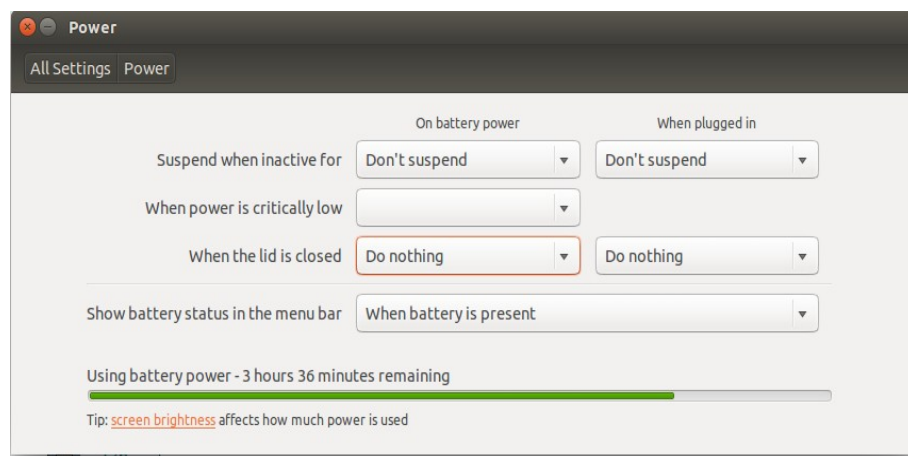 Power
All Settings Power
On battery power When plugged in
Suspend when inactive for Don't suspend Don't suspend
When power is critically low
When the lid is closed Do nothing Do nothing
Show battery status in the menu bar When battery is present
Using battery power - 3 hours 36 minutes remaining
Tip: screen brightness affects how much power is used